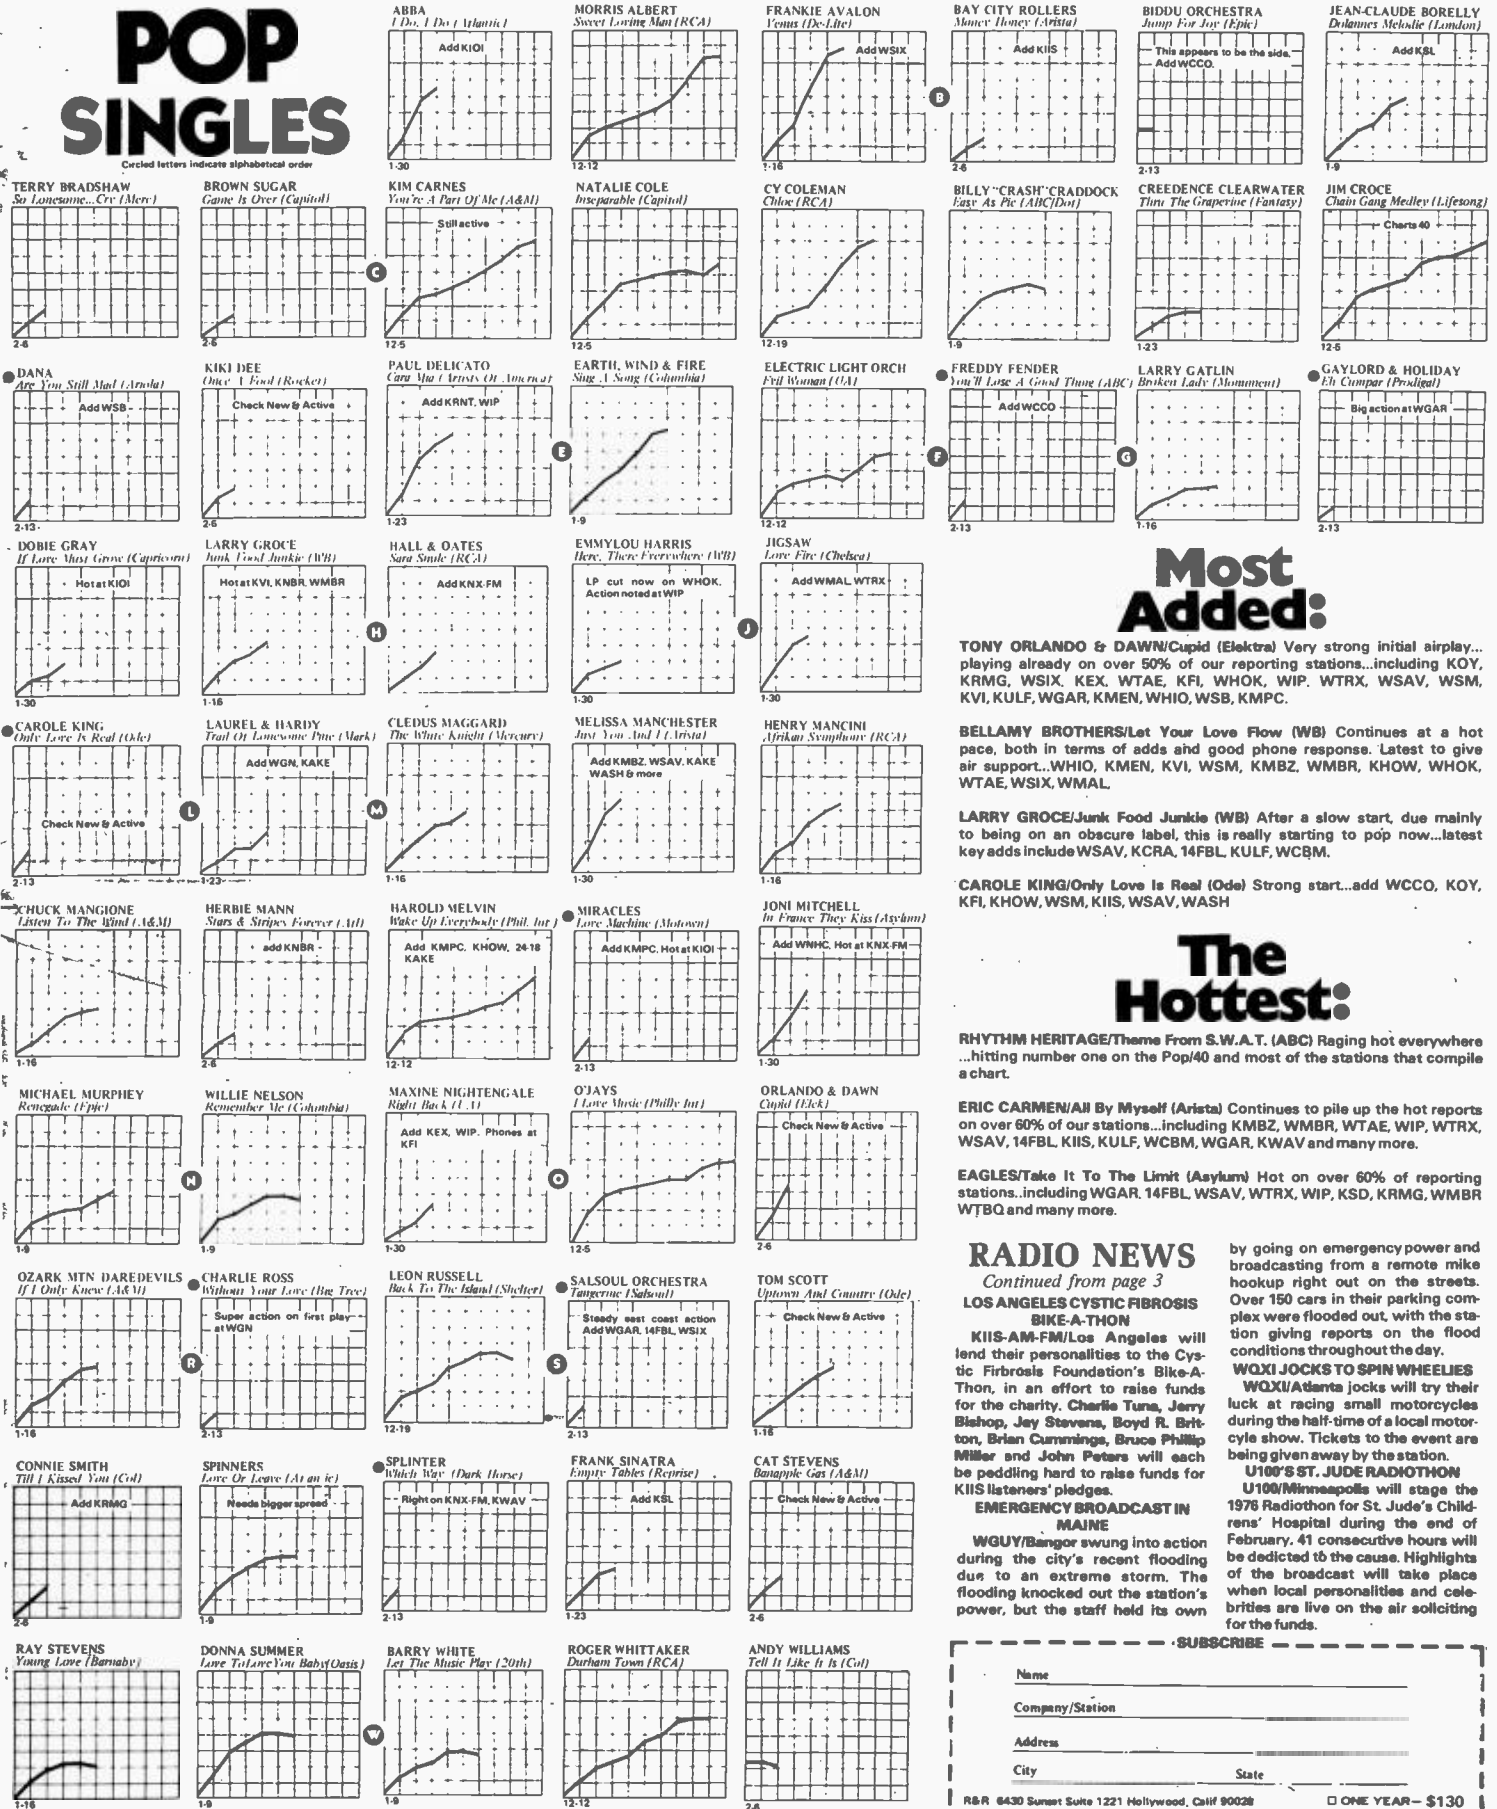 POP
SINGLES
Circled letters indicate alphabetical order
ABBA
I Do, I Do (Atlantic)
Add KIOI
1-30
MORRIS ALBERT
Sweet Loving Man (RCA)
12-12
FRANKIE AVALON
Venus (De-Lite)
Add WSIX
1-16
B
BAY CITY ROLLERS
Money Honey (Arista)
Add KIIS
2-6
BIDDU ORCHESTRA
Jump For Joy (Epic)
This appears to be the side.
Add WCCO.
2-13
JEAN-CLAUDE BORELLY
Dolannes Melodie (London)
Add KSL
1-9
TERRY BRADSHAW
So Lonesome...Cry (Merc)
2-6
BROWN SUGAR
Game Is Over (Capitol)
2-6
C
KIM CARNES
You're A Part Of Me (A&M)
Still active
12-5
NATALIE COLE
Inseparable (Capitol)
12-5
CY COLEMAN
Chloe (RCA)
12-19
BILLY "CRASH" CRADDOCK
Easy As Pie (ABC/Dot)
1-9
CREEDENCE CLEARWATER
Thru The Grapevine (Fantasy)
1-23
JIM CROCE
Chain Gang Medley (Lifesong)
Charts 40
12-5
DANA
Are You Still Mad (Ariola)
Add WSB
2-13
KIKI DEE
Once A Fool (Rocket)
Check New & Active
2-6
PAUL DELICATO
Cara Mia (Artists Of America)
Add KRNT, WIP
1-23
E
EARTH, WIND & FIRE
Sing A Song (Columbia)
1-9
ELECTRIC LIGHT ORCH
Evil Woman (UA)
12-12
F
FREDDY FENDER
You'll Lose A Good Thing (ABC)
Add WCCO
2-13
G
LARRY GATLIN
Broken Lady (Monument)
1-16
GAYLORD & HOLIDAY
Eh Cumpar (Prodigal)
Big action at WGAR
2-13
DOBIE GRAY
If Love Must Grow (Capricorn)
Hot at KIOI
1-30
LARRY GROCE
Junk Food Junkie (WB)
Hot at KVI, KNBR, WMBR
1-16
H
HALL & OATES
Sara Smile (RCA)
Add KNX-FM
1-30
EMMYLOU HARRIS
Here, There Everywhere (WB)
LP cut now on WHOK.
Action noted at WIP
1-30
J
JIGSAW
Love Fire (Chelsea)
Add WMAL, WTRX
1-30
CAROLE KING
Only Love Is Real (Ode)
Check New & Active
2-13
L
LAUREL & HARDY
Trail Of Lonesome Pine (Mark)
Add WGN, KAKE
1-23
M
CLEDUS MAGGARD
The White Knight (Mercury)
1-16
MELISSA MANCHESTER
Just You And I (Arista)
Add KMBZ, WSAV, KAKE
WASH & more
1-30
HENRY MANCINI
Afrikan Symphony (RCA)
1-16
CHUCK MANGIONE
Listen To The Wind (A&M)
1-16
HERBIE MANN
Stars & Stripes Forever (Atl)
add KNBR
2-6
HAROLD MELVIN
Wake Up Everybody (Phil. Int.)
Add KMPC, KHOW, 24-18
KAKE
12-12
MIRACLES
Love Machine (Motown)
Add KMPC, Hot at KIOI
2-13
JONI MITCHELL
In France They Kiss (Asylum)
Add WNHC, Hot at KNX-FM
1-30
MICHAEL MURPHEY
Renegade (Epic)
1-9
N
WILLIE NELSON
Remember Me (Columbia)
1-9
MAXINE NIGHTENGALE
Right Back (UA)
Add KEX, WIP. Phones at
KFI
1-30
O
O'JAYS
I Love Music (Philly Int)
12-5
ORLANDO & DAWN
Cupid (Elek)
Check New & Active
2-6
OZARK MTN DAREDEVILS
If I Only Knew (A&M)
1-16
R
CHARLIE ROSS
Without Your Love (Big Tree)
Super action on first play
at WGN
2-13
LEON RUSSELL
Back To The Island (Shelter)
12-19
S
SALSOUL ORCHESTRA
Tangerine (Salsoul)
Steady east coast action
Add WGAR, 14FBL, WSIX
2-13
TOM SCOTT
Uptown And Country (Ode)
Check New & Active
1-16
CONNIE SMITH
Till I Kissed You (Col)
Add KRMG
2-6
SPINNERS
Love Or Leave (Atlantic)
Needs bigger spread
1-9
SPLINTER
Which Way (Dark Horse)
Right on KNX-FM, KWAV
2-13
FRANK SINATRA
Empty Tables (Reprise)
Add KSL
1-23
CAT STEVENS
Banapple Gas (A&M)
Check New & Active
2-6
RAY STEVENS
Young Love (Barnaby)
1-16
DONNA SUMMER
Love To Love You Baby (Oasis)
1-9
W
BARRY WHITE
Let The Music Play (20th)
1-9
ROGER WHITTAKER
Durham Town (RCA)
12-12
ANDY WILLIAMS
Tell It Like It Is (Col)
2-6
Most
Added:
TONY ORLANDO & DAWN/Cupid (Elektra) Very strong initial airplay...
playing already on over 50% of our reporting stations...including KOY,
KRMG, WSIX, KEX, WTAE, KFI, WHOK, WIP, WTRX, WSAV, WSM,
KVI, KULF, WGAR, KMEN, WHIO, WSB, KMPC.
BELLAMY BROTHERS/Let Your Love Flow (WB) Continues at a hot
pace, both in terms of adds and good phone response. Latest to give
air support...WHIO, KMEN, KVI, WSM, KMBZ, WMBR, KHOW, WHOK,
WTAE, WSIX, WMAL,
LARRY GROCE/Junk Food Junkie (WB) After a slow start, due mainly
to being on an obscure label, this is really starting to pop now...latest
key adds include WSAV, KCRA, 14FBL, KULF, WCBM.
CAROLE KING/Only Love Is Real (Ode) Strong start...add WCCO, KOY,
KFI, KHOW, WSM, KIIS, WSAV, WASH
The
Hottest:
RHYTHM HERITAGE/Theme From S.W.A.T. (ABC) Raging hot everywhere
...hitting number one on the Pop/40 and most of the stations that compile
a chart.
ERIC CARMEN/All By Myself (Arista) Continues to pile up the hot reports
on over 60% of our stations...including KMBZ, WMBR, WTAE, WIP, WTRX,
WSAV, 14FBL, KIIS, KULF, WCBM, WGAR, KWAV and many more.
EAGLES/Take It To The Limit (Asylum) Hot on over 60% of reporting
stations..including WGAR, 14FBL, WSAV, WTRX, WIP, KSD, KRMG, WMBR
WTBQ and many more.
RADIO NEWS
Continued from page 3
LOS ANGELES CYSTIC FIBROSIS
BIKE-A-THON
KIIS-AM-FM/Los Angeles will
lend their personalities to the Cys-
tic Firbrosis Foundation's Bike-A-
Thon, in an effort to raise funds
for the charity. Charlie Tuna, Jerry
Bishop, Jay Stevens, Boyd R. Brit-
ton, Brian Cummings, Bruce Phillip
Miller and John Peters will each
be peddling hard to raise funds for
KIIS listeners' pledges.
EMERGENCY BROADCAST IN
MAINE
WGUY/Bangor swung into action
during the city's recent flooding
due to an extreme storm. The
flooding knocked out the station's
power, but the staff held its own
by going on emergency power and
broadcasting from a remote mike
hookup right out on the streets.
Over 150 cars in their parking com-
plex were flooded out, with the sta-
tion giving reports on the flood
conditions throughout the day.
WQXI JOCKS TO SPIN WHEELIES
WQXI/Atlanta jocks will try their
luck at racing small motorcycles
during the half-time of a local motor-
cycle show. Tickets to the event are
being given away by the station.
U100'S ST. JUDE RADIOTHON
U100/Minneapolis will stage the
1976 Radiothon for St. Jude's Child-
rens' Hospital during the end of
February. 41 consecutive hours will
be dedicted to the cause. Highlights
of the broadcast will take place
when local personalities and cele-
brities are live on the air soliciting
for the funds.
SUBSCRIBE
Name
Company/Station
Address
City State
R&R 6430 Sunset Suite 1221 Hollywood, Calif 90028 ☐ ONE YEAR— $130